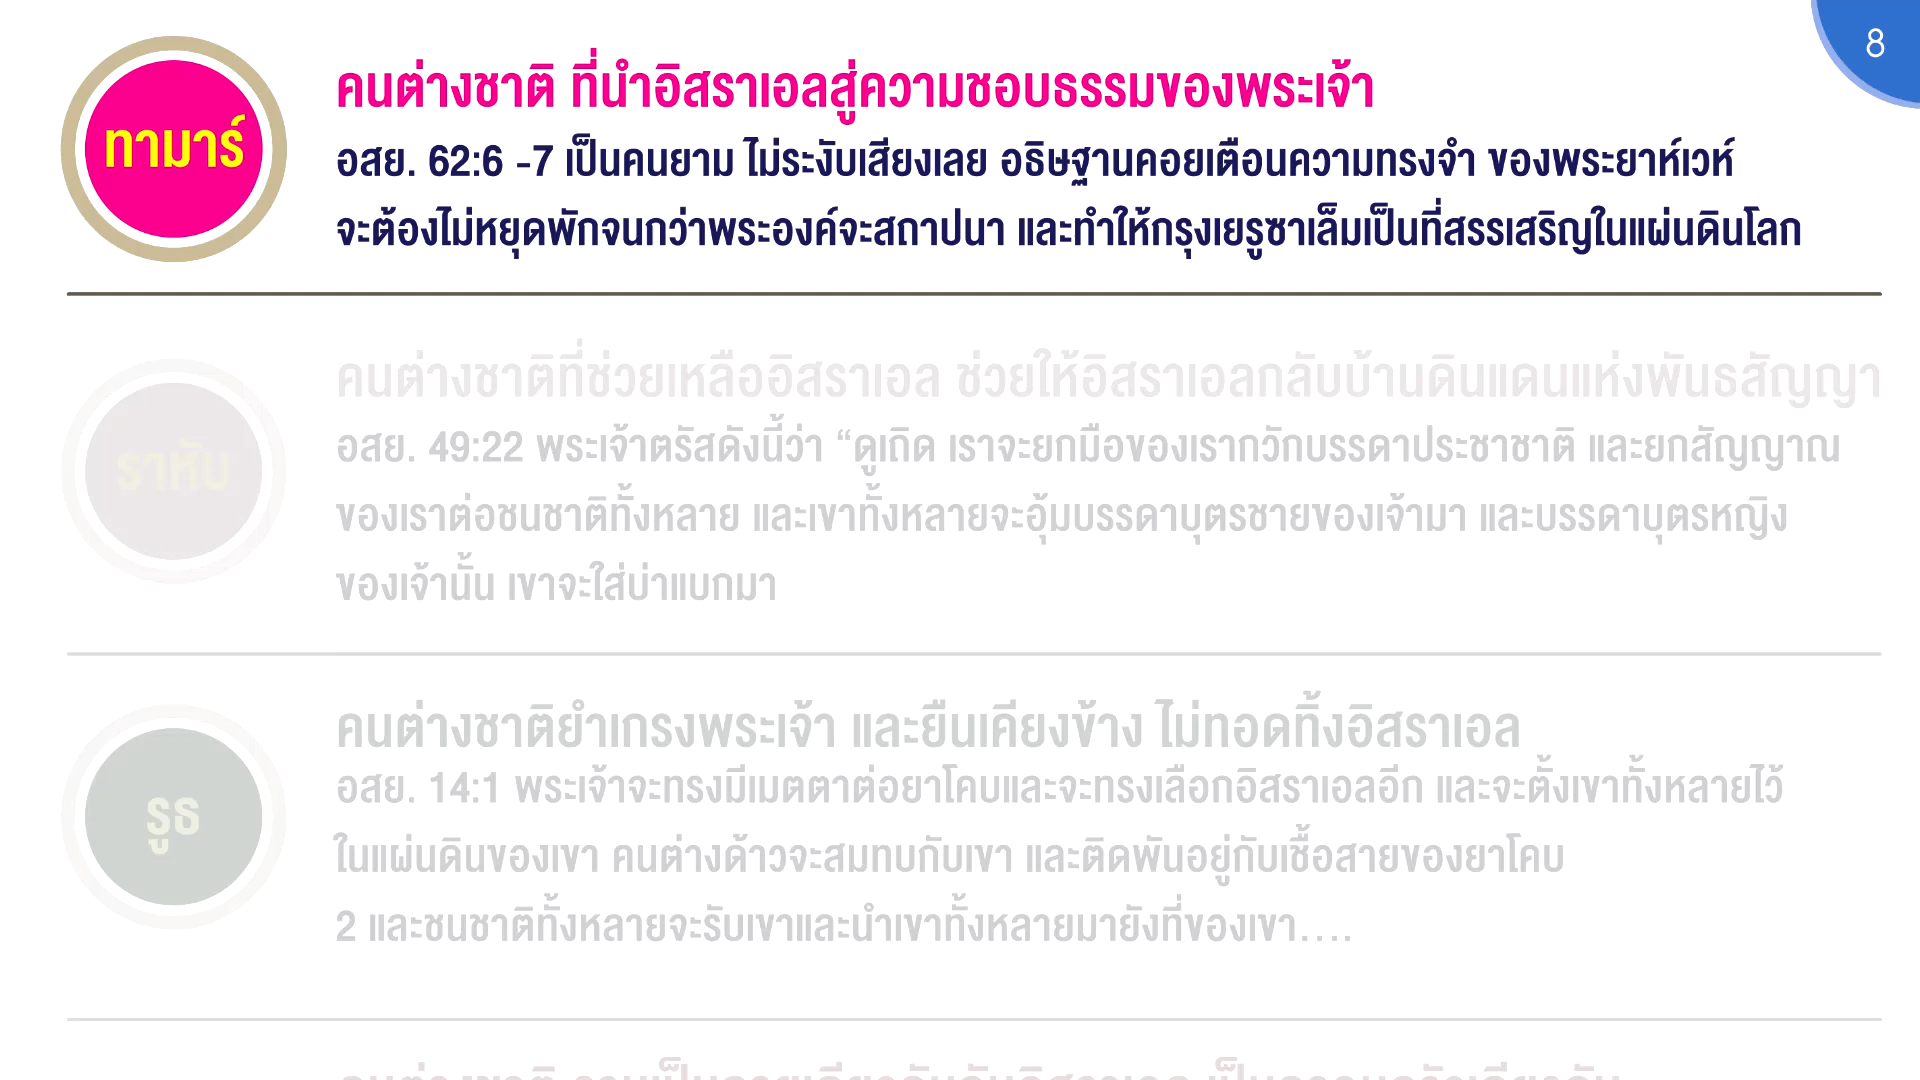 8
ทามาร์
คนต่างชาติ ที่นำอิสราเอลสู่ความชอบธรรมของพระเจ้า
อสย. 62:6 -7 เป็นคนยาม ไม่ระงับเสียงเลย อธิษฐานคอยเตือนความทรงจำ ของพระยาห์เวห์
จะต้องไม่หยุดพักจนกว่าพระองค์จะสถาปนา และทำให้กรุงเยรูซาเล็มเป็นที่สรรเสริญในแผ่นดินโลก
ราหับ
คนต่างชาติที่ช่วยเหลืออิสราเอล ช่วยให้อิสราเอลกลับบ้านดินแดนแห่งพันธสัญญา
อสย. 49:22 พระเจ้าตรัสดังนี้ว่า “ดูเถิด เราจะยกมือของเรากวักบรรดาประชาชาติ และยกสัญญาณ
ของเราต่อชนชาติทั้งหลาย และเขาทั้งหลายจะอุ้มบรรดาบุตรชายของเจ้ามา และบรรดาบุตรหญิง
ของเจ้านั้น เขาจะใส่บ่าแบกมา
รูธ
คนต่างชาติยำเกรงพระเจ้า และยืนเคียงข้าง ไม่ทอดทิ้งอิสราเอล
อสย. 14:1 พระเจ้าจะทรงมีเมตตาต่อยาโคบและจะทรงเลือกอิสราเอลอีก และจะตั้งเขาทั้งหลายไว้
ในแผ่นดินของเขา คนต่างด้าวจะสมทบกับเขา และติดพันอยู่กับเชื้อสายของยาโคบ
2 และชนชาติทั้งหลายจะรับเขาและนำเขาทั้งหลายมายังที่ของเขา....